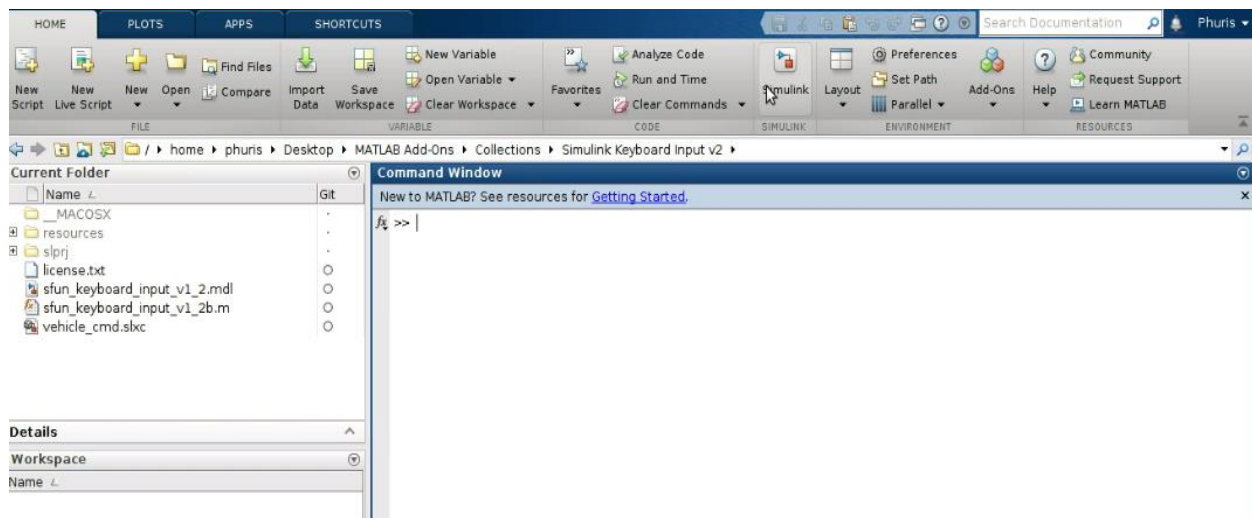 HOME PLOTS APPS SHORTCUTS Search Documentation Phuris
New Script
New Live Script
New
Open
Find Files
Compare
FILE
Import Data
Save Workspace
New Variable
Open Variable
Clear Workspace
VARIABLE
Favorites
Analyze Code
Run and Time
Clear Commands
CODE
Simulink
SIMULINK
Layout
Preferences
Set Path
Parallel
Add-Ons
ENVIRONMENT
Help
Community
Request Support
Learn MATLAB
RESOURCES
/ home phuris Desktop MATLAB Add-Ons Collections Simulink Keyboard Input v2
Current Folder
Name Git
__MACOSX
resources
slprj
license.txt
sfun_keyboard_input_v1_2.mdl
sfun_keyboard_input_v1_2b.m
vehicle_cmd.slxc
Details
Workspace
Name
Command Window
New to MATLAB? See resources for Getting Started.
fx >>